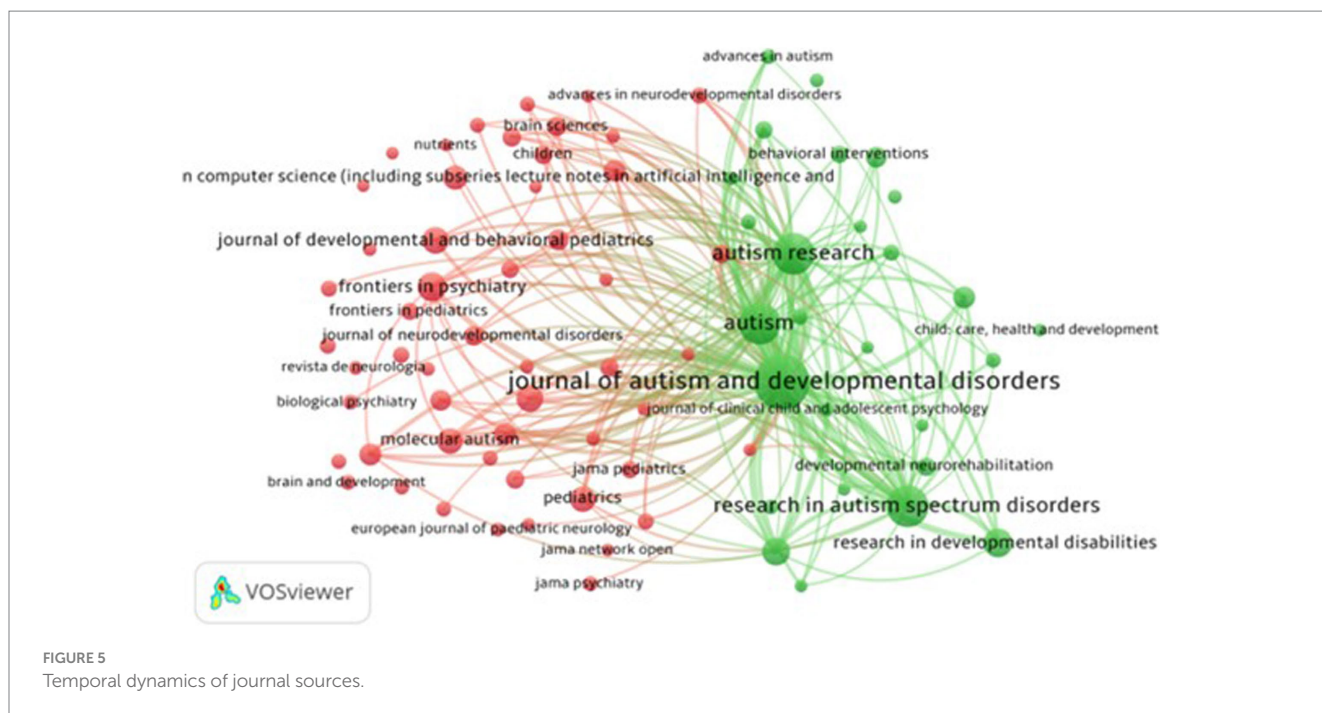 advances in autism
advances in neurodevelopmental disorders
brain sciences
nutrients
children
behavioral interventions
n computer science (including subseries lecture notes in artificial intelligence and
journal of developmental and behavioral pediatrics
autism research
frontiers in psychiatry
frontiers in pediatrics
autism
child: care, health and development
journal of neurodevelopmental disorders
revista de neurologia
journal of autism and developmental disorders
biological psychiatry
journal of clinical child and adolescent psychology
molecular autism
developmental neurorehabilitation
jama pediatrics
brain and development
pediatrics
research in autism spectrum disorders
european journal of paediatric neurology
research in developmental disabilities
jama network open
jama psychiatry
VOSviewer
FIGURE 5
Temporal dynamics of journal sources.